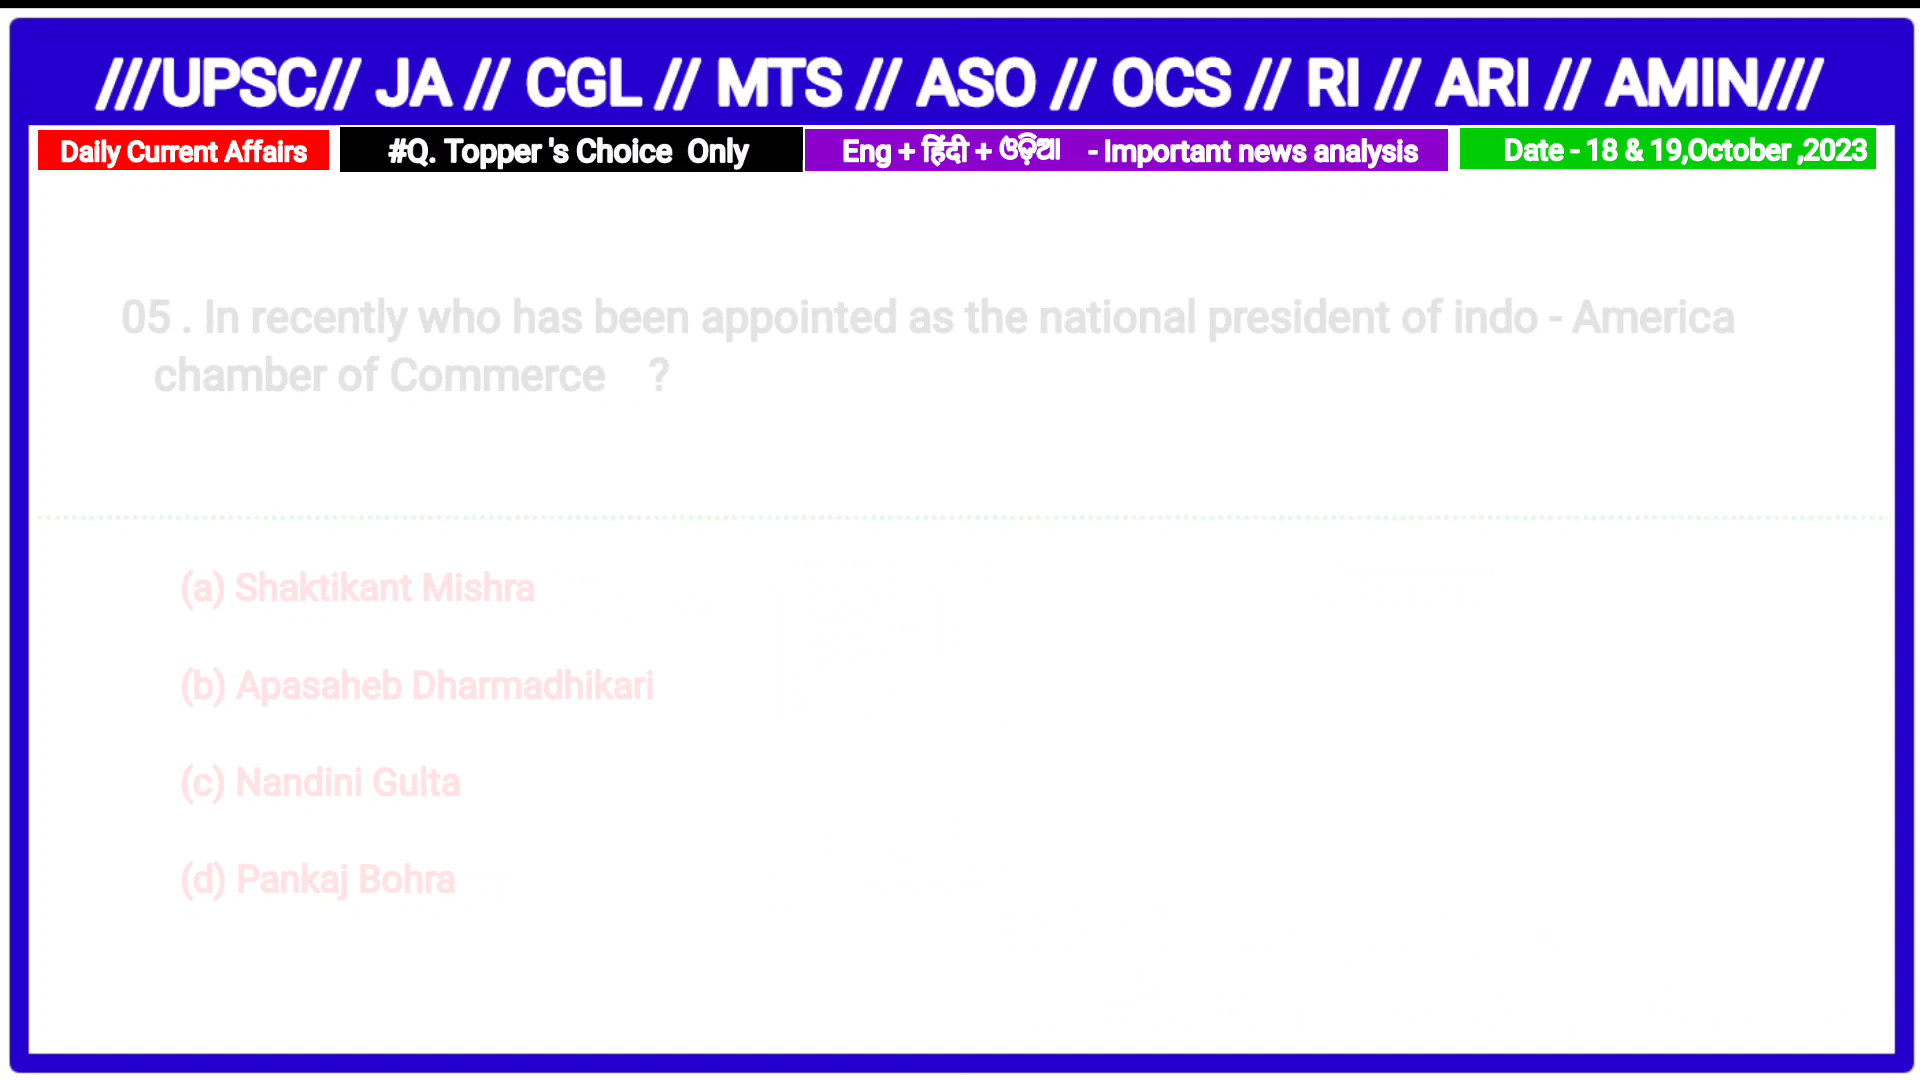 ///UPSC// JA // CGL // MTS // ASO // OCS // RI // ARI // AMIN///
Daily Current Affairs #Q. Topper 's Choice Only Eng + हिंदी + ଓଡ଼ିଆ - Important news analysis Date - 18 & 19,October ,2023
05 . In recently who has been appointed as the national president of indo - America
chamber of Commerce ?
(a) Shaktikant Mishra
(b) Apasaheb Dharmadhikari
(c) Nandini Gulta
(d) Pankaj Bohra